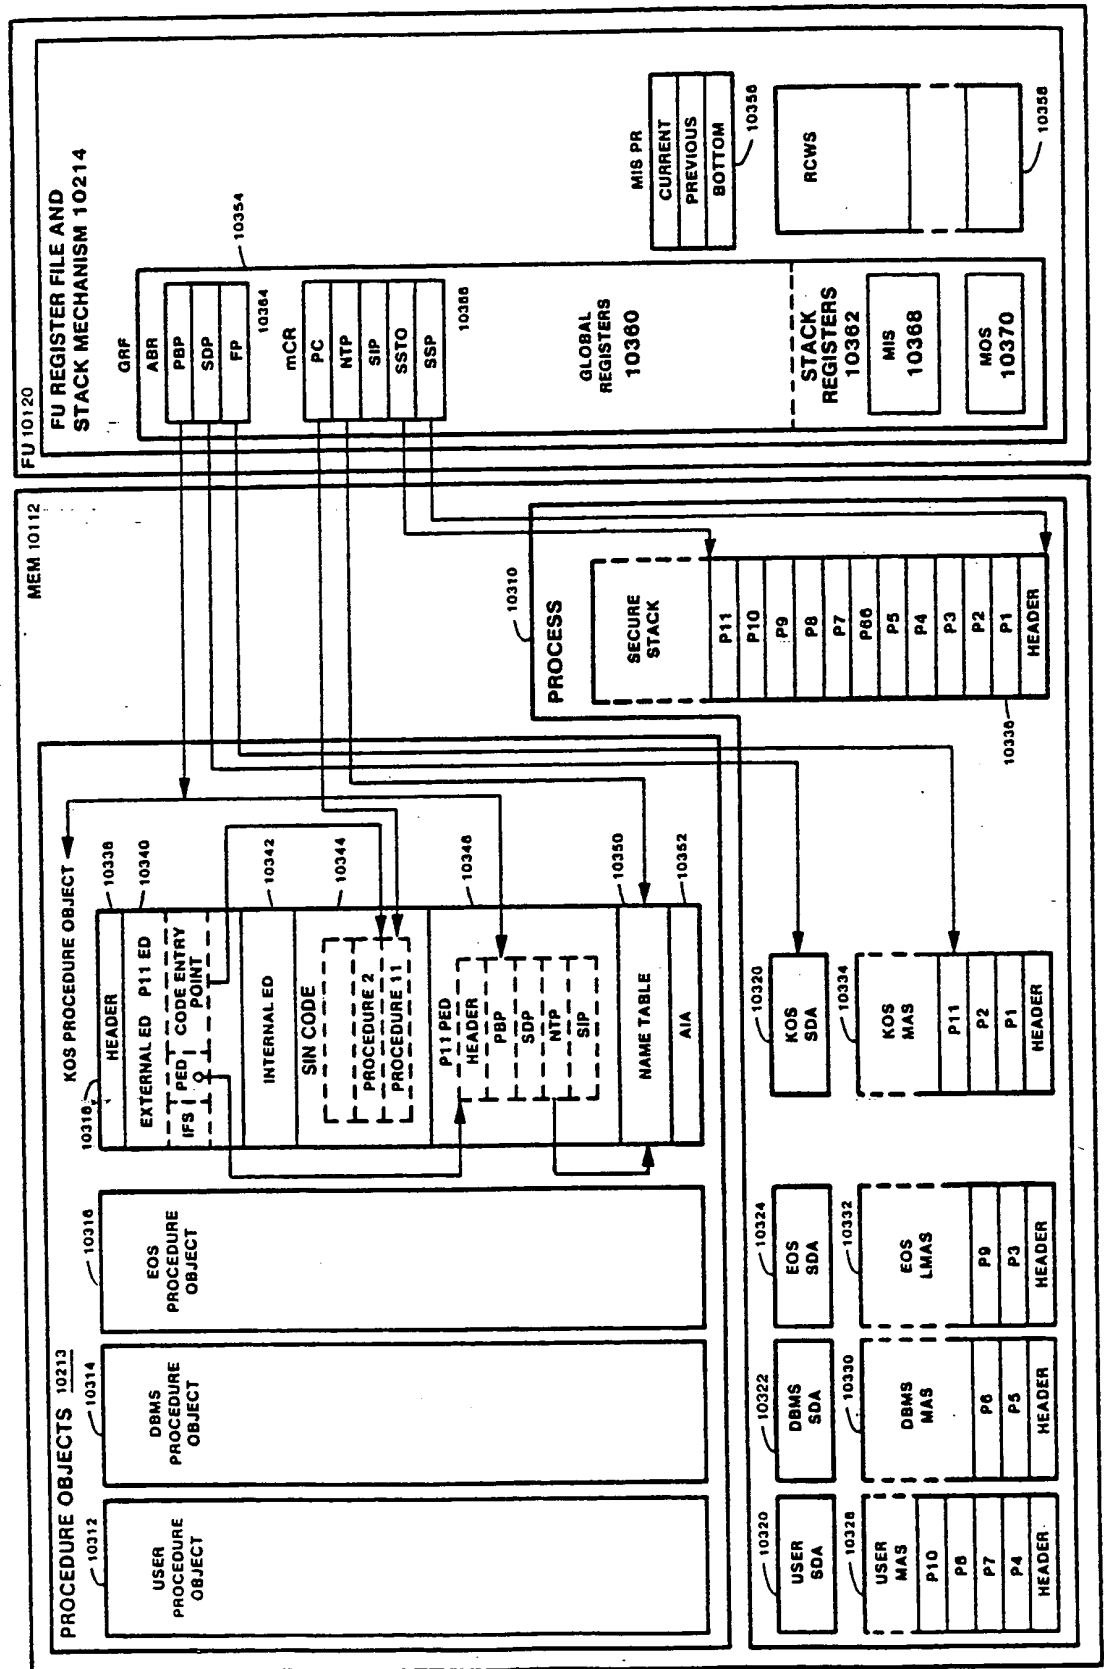 FU 10120
FU REGISTER FILE AND
STACK MECHANISM 10214
GRF
ABR
PBP
SDP
FP
10364
10354
mCR
PC
NTP
SIP
SSTO
SSP
10366
GLOBAL
REGISTERS
10360
STACK
REGISTERS
10362
MIS
10368
MOS
10370
MIS PR
CURRENT
PREVIOUS
BOTTOM
10356
RCWS
10358
MEM 10112
PROCEDURE OBJECTS 10213
10312
USER
PROCEDURE
OBJECT
10314
DBMS
PROCEDURE
OBJECT
10316
EOS
PROCEDURE
OBJECT
KOS PROCEDURE OBJECT
10318
HEADER
10338
EXTERNAL ED P11 ED
10340
IFS PED CODE ENTRY
POINT
INTERNAL ED
10342
SIN CODE
10344
PROCEDURE 2
PROCEDURE 11
P11 PED
10348
HEADER
PBP
SDP
NTP
SIP
NAME TABLE
10350
AIA
10352
10310
PROCESS
SECURE
STACK
P11
P10
P9
P8
P7
P66
P5
P4
P3
P2
P1
HEADER
10336
10320
USER
SDA
10322
DBMS
SDA
10324
EOS
SDA
10320
KOS
SDA
10328
USER
MAS
P10
P8
P7
P4
HEADER
10330
DBMS
MAS
P6
P5
HEADER
10332
EOS
LMAS
P9
P3
HEADER
10334
KOS
MAS
P11
P2
P1
HEADER